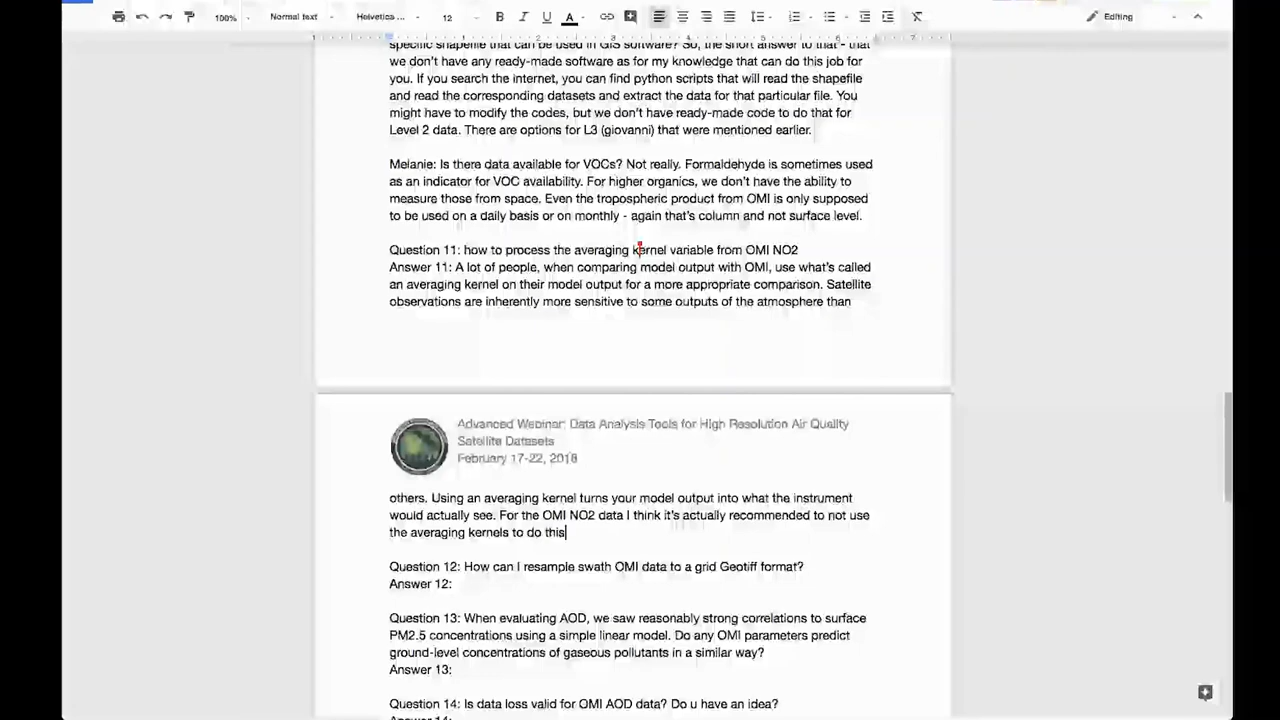 100% Normal text Helvetica ... 12 B I U A Editing
1 1 2 3 4 5 6 7
specific shapefile that can be used in GIS software? So, the short answer to that - that
we don't have any ready-made software as for my knowledge that can do this job for
you. If you search the internet, you can find python scripts that will read the shapefile
and read the corresponding datasets and extract the data for that particular file. You
might have to modify the codes, but we don't have ready-made code to do that for
Level 2 data. There are options for L3 (giovanni) that were mentioned earlier.
Melanie: Is there data available for VOCs? Not really. Formaldehyde is sometimes used
as an indicator for VOC availability. For higher organics, we don't have the ability to
measure those from space. Even the tropospheric product from OMI is only supposed
to be used on a daily basis or on monthly - again that's column and not surface level.
Question 11: how to process the averaging kernel variable from OMI NO2
Answer 11: A lot of people, when comparing model output with OMI, use what's called
an averaging kernel on their model output for a more appropriate comparison. Satellite
observations are inherently more sensitive to some outputs of the atmosphere than
Advanced Webinar: Data Analysis Tools for High Resolution Air Quality
Satellite Datasets
February 17-22, 2018
others. Using an averaging kernel turns your model output into what the instrument
would actually see. For the OMI NO2 data I think it's actually recommended to not use
the averaging kernels to do this
Question 12: How can I resample swath OMI data to a grid Geotiff format?
Answer 12:
Question 13: When evaluating AOD, we saw reasonably strong correlations to surface
PM2.5 concentrations using a simple linear model. Do any OMI parameters predict
ground-level concentrations of gaseous pollutants in a similar way?
Answer 13:
Question 14: Is data loss valid for OMI AOD data? Do u have an idea?
Answer 14: